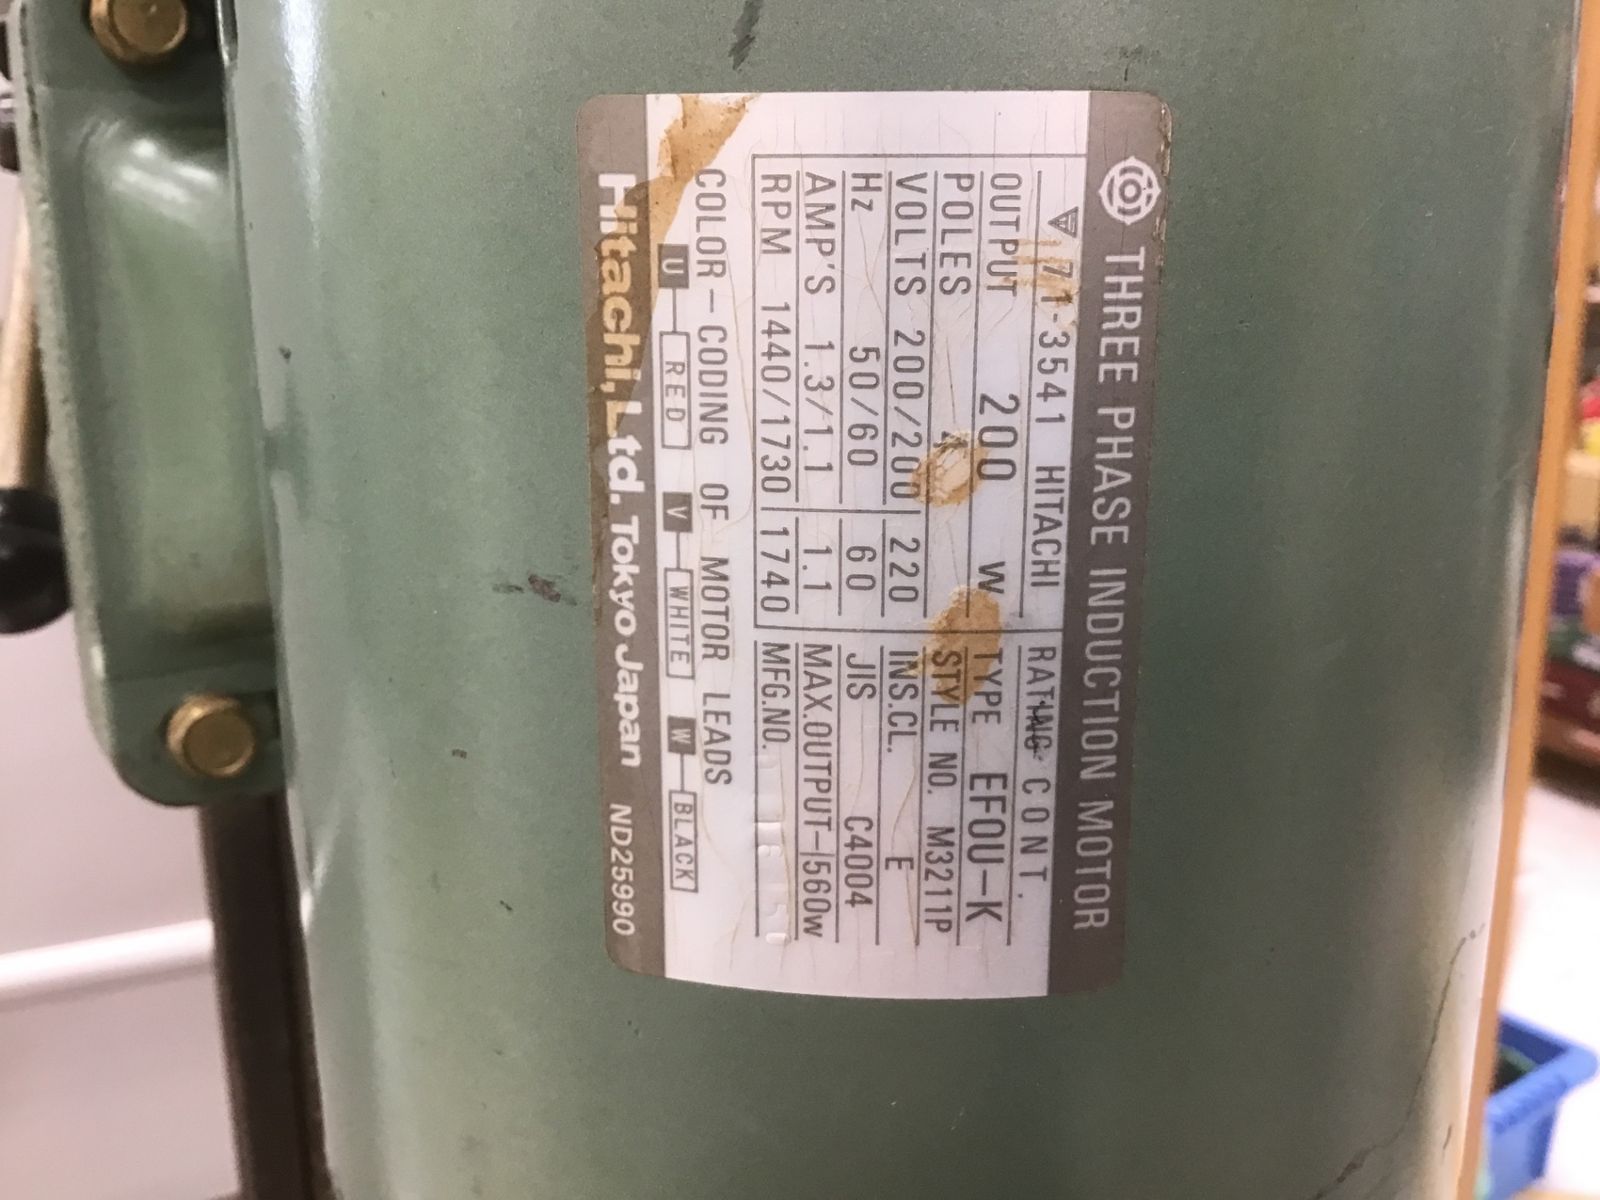 THREE PHASE INDUCTION MOTOR
71-3541 HITACHI RATING CONT.
OUTPUT 200 W TYPE EFOU-K
POLES 4 STYLE NO. M3211P
VOLTS 200/200 220 INS.CL. E
Hz 50/60 60 JIS C4004
AMP'S 1.3/1.1 1.1 MAX.OUTPUT-560W
RPM 1440/1730 1740 MFG.NO.
COLOR-CODING OF MOTOR LEADS
U RED V WHITE W BLACK
Hitachi, Ltd. Tokyo Japan ND25990